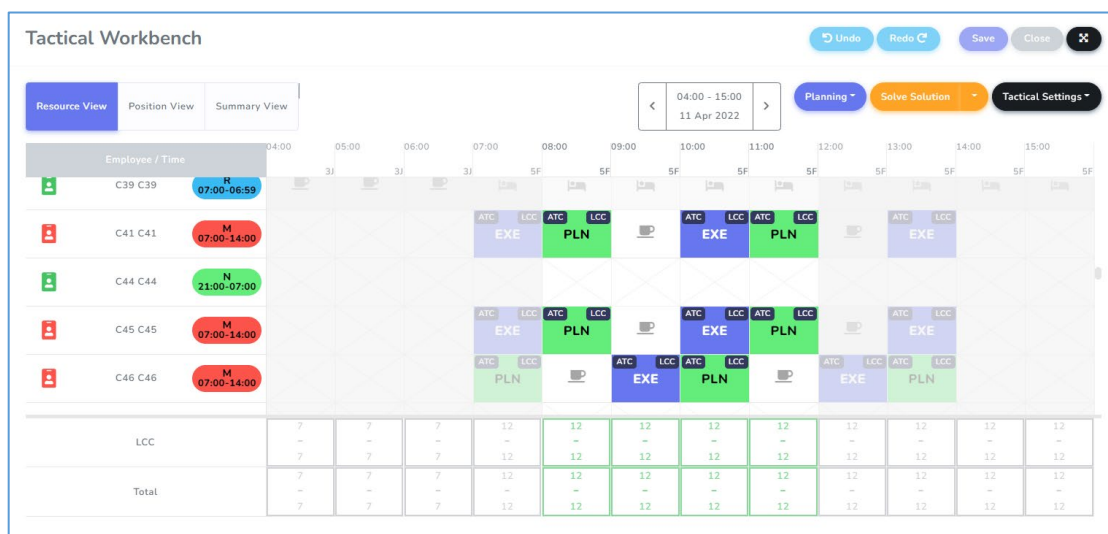 Tactical Workbench
Undo Redo Save Close
Resource View Position View Summary View
04:00 - 15:00
11 Apr 2022
Planning Solve Solution Tactical Settings
Employee / Time
04:00 05:00 06:00 07:00 08:00 09:00 10:00 11:00 12:00 13:00 14:00 15:00
3J 3J 3J 5F 5F 5F 5F 5F 5F 5F 5F 5F
C39 C39 R
07:00-06:59
ATC LCC ATC LCC ATC LCC ATC LCC ATC LCC
C41 C41 M
07:00-14:00
EXE PLN EXE PLN EXE
C44 C44 N
21:00-07:00
ATC LCC ATC LCC ATC LCC ATC LCC ATC LCC
C45 C45 M
07:00-14:00
EXE PLN EXE PLN EXE
ATC LCC ATC LCC ATC LCC ATC LCC ATC LCC
C46 C46 M
07:00-14:00
PLN EXE PLN EXE PLN
7 7 7 12 12 12 12 12 12 12 12 12
LCC - - - - - - - - - - - -
7 7 7 12 12 12 12 12 12 12 12 12
7 7 7 12 12 12 12 12 12 12 12 12
Total - - - - - - - - - - - -
7 7 7 12 12 12 12 12 12 12 12 12